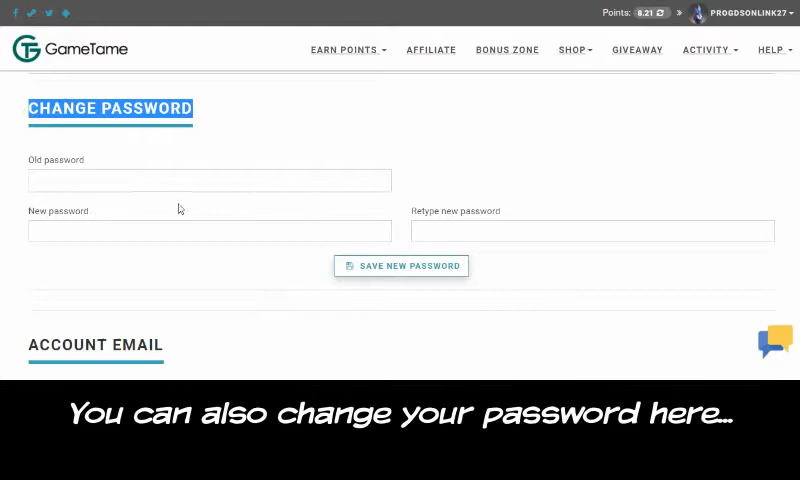 Points: 8.21 PROGDSONLINK27
GameTame EARN POINTS AFFILIATE BONUS ZONE SHOP GIVEAWAY ACTIVITY HELP
CHANGE PASSWORD
Old password
New password Retype new password
SAVE NEW PASSWORD
ACCOUNT EMAIL
You can also change your password here...